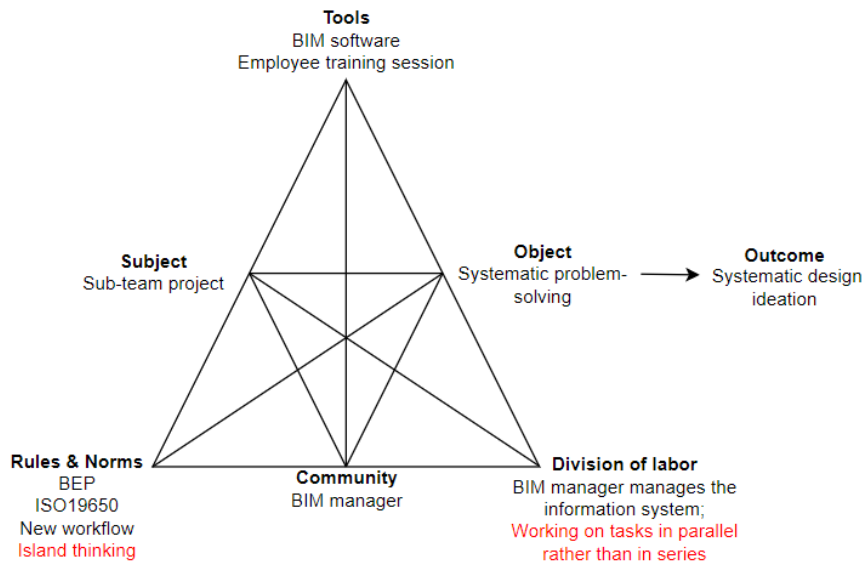 Tools
BIM software
Employee training session
Subject
Sub-team project
Object
Systematic problem-
solving
Outcome
Systematic design
ideation
Rules & Norms
BEP
ISO19650
New workflow
Island thinking
Community
BIM manager
Division of labor
BIM manager manages the
information system;
Working on tasks in parallel
rather than in series